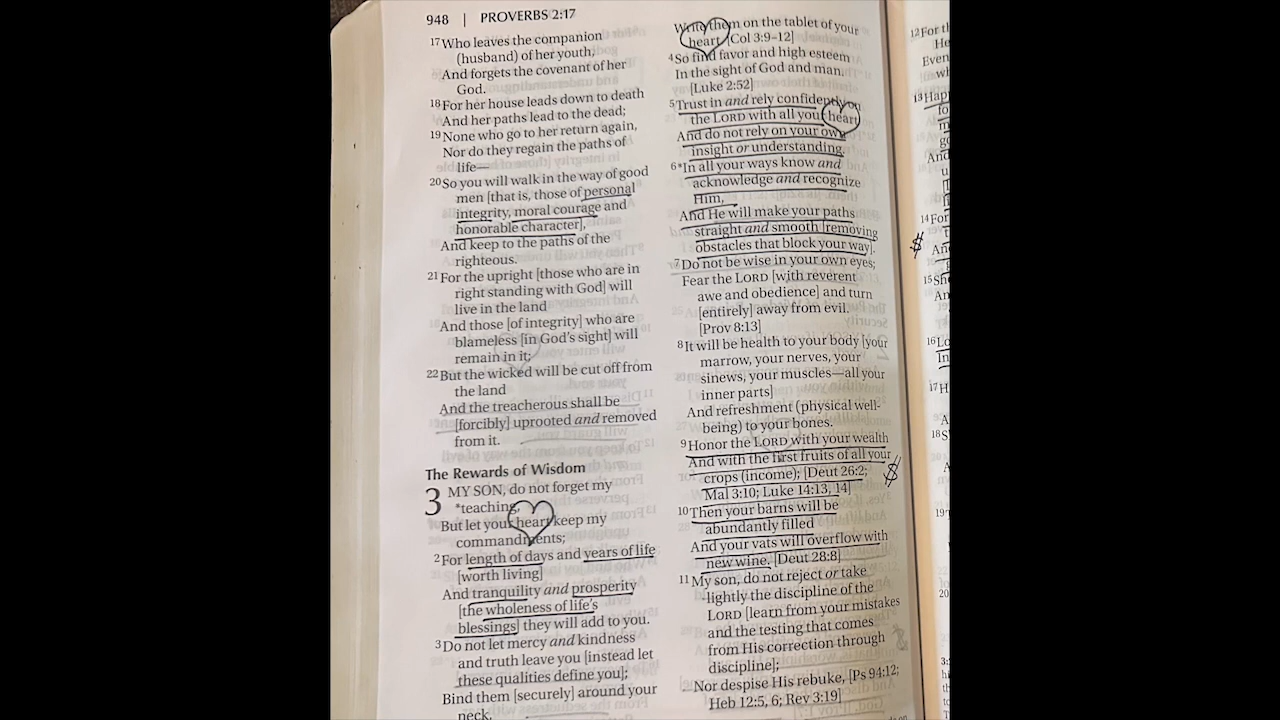 948 | PROVERBS 2:17
17 Who leaves the companion
(husband) of her youth,
And forgets the covenant of her
God.
18 For her house leads down to death
And her paths lead to the dead;
19 None who go to her return again,
Nor do they regain the paths of
life—
20 So you will walk in the way of good
men [that is, those of personal
integrity, moral courage and
honorable character],
And keep to the paths of the
righteous.
21 For the upright [those who are in
right standing with God] will
live in the land
And those [of integrity] who are
blameless [in God's sight] will
remain in it;
22 But the wicked will be cut off from
the land
And the treacherous shall be
[forcibly] uprooted and removed
from it.
The Rewards of Wisdom
3 MY SON, do not forget my
*teaching,
But let your heart keep my
commandments;
2 For length of days and years of life
[worth living]
And tranquility and prosperity
[the wholeness of life's
blessings] they will add to you.
3 Do not let mercy and kindness
and truth leave you [instead let
these qualities define you];
Bind them [securely] around your
neck,
Write them on the tablet of your
heart. [Col 3:9–12]
4 So find favor and high esteem
In the sight of God and man.
[Luke 2:52]
5 Trust in and rely confidently on
the LORD with all your heart
And do not rely on your own
insight or understanding.
6 *In all your ways know and
acknowledge and recognize
Him,
And He will make your paths
straight and smooth [removing
obstacles that block your way].
7 Do not be wise in your own eyes;
Fear the LORD [with reverent
awe and obedience] and turn
[entirely] away from evil.
[Prov 8:13]
8 It will be health to your body [your
marrow, your nerves, your
sinews, your muscles—all your
inner parts]
And refreshment (physical well-
being) to your bones.
9 Honor the LORD with your wealth
And with the first fruits of all your
crops (income); [Deut 26:2;
Mal 3:10; Luke 14:13, 14]
$
10 Then your barns will be
abundantly filled
And your vats will overflow with
new wine. [Deut 28:8]
11 My son, do not reject or take
lightly the discipline of the
LORD [learn from your mistakes
and the testing that comes
from His correction through
discipline];
Nor despise His rebuke, [Ps 94:12;
Heb 12:5, 6; Rev 3:19]
12 For
He
Even
13
14 For
$
15
An
16
In
17 H
18 S
19
20